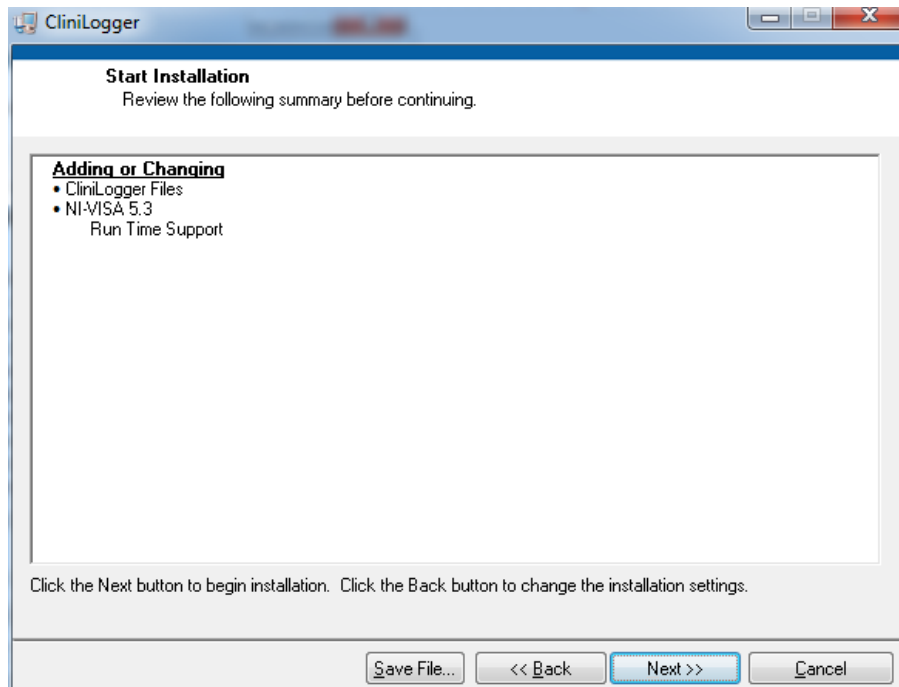 CliniLogger
Start Installation
Review the following summary before continuing.
Adding or Changing
• CliniLogger Files
• NI-VISA 5.3
Run Time Support
Click the Next button to begin installation. Click the Back button to change the installation settings.
Save File...
<< Back
Next >>
Cancel